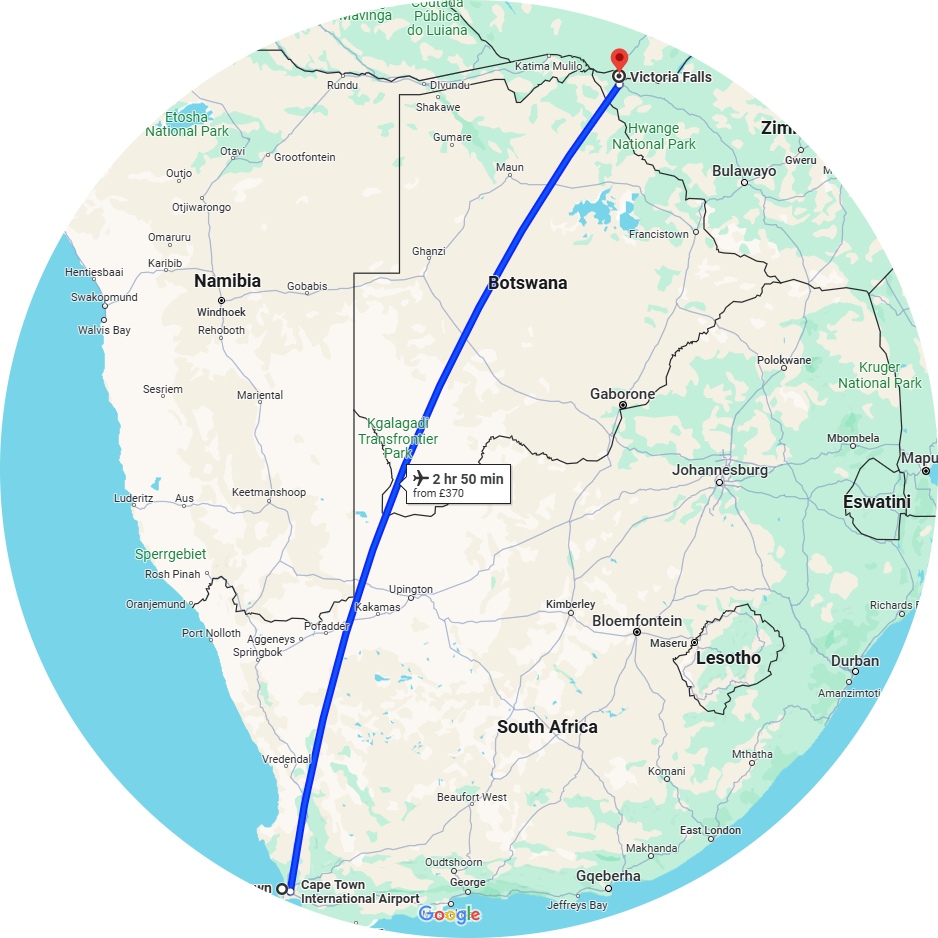 Coutada
Pública
do Luiana
Mavinga
Katima Mulilo
Victoria Falls
Rundu
Divundu
Shakawe
Etosha
National Park
Hwange
National Park
Gumare
Otavi
Grootfontein
Gweru
Maun
Bulawayo
Outjo
Otjiwarongo
Francistown
Omaruru
Ghanzi
Karibib
Hentiesbaai
Namibia
Gobabis
Botswana
Swakopmund
Windhoek
Walvis Bay
Rehoboth
Polokwane
Kruger
National Park
Sesriem
Mariental
Gaborone
Kgalagadi
Transfrontier
Park
Mbombela
Johannesburg
2 hr 50 min
from £370
Luderitz
Aus
Keetmanshoop
Eswatini
Sperrgebiet
Rosh Pinah
Upington
Oranjemund
Kakamas
Kimberley
Richards
Pofadder
Bloemfontein
Port Nolloth
Aggeneys
Maseru
Springbok
Lesotho
Durban
Amanzimtoti
South Africa
Vredendal
Mthatha
Komani
Beaufort West
East London
Makhanda
Oudtshoorn
Gqeberha
George
Cape Town
International Airport
Jeffreys Bay
Google